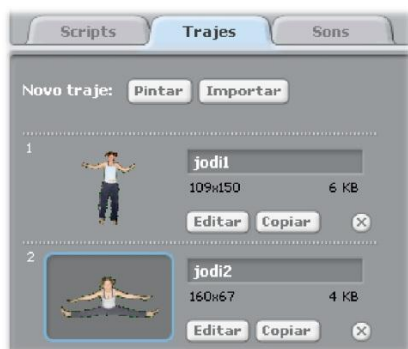 Scripts Trajes Sons
Novo traje: Pintar Importar
1
jodi1
109x150 6 KB
Editar Copiar
2
jodi2
160x67 4 KB
Editar Copiar